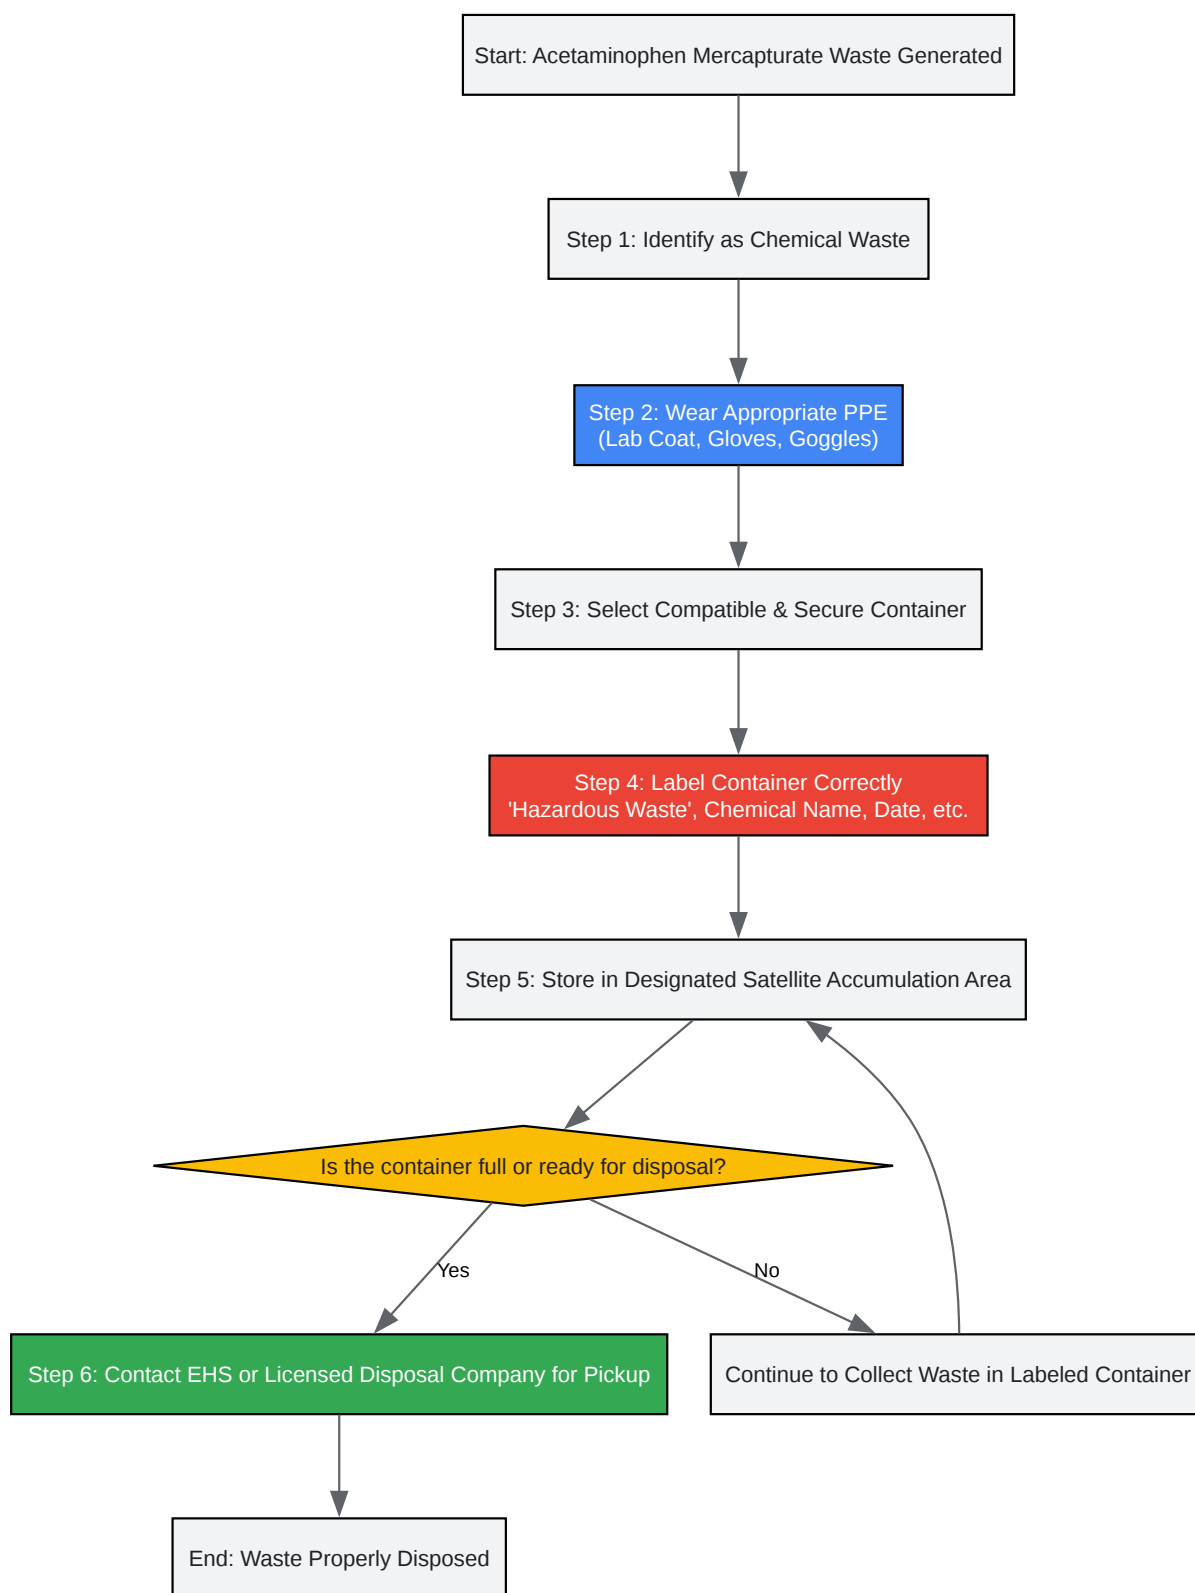 Start: Acetaminophen Mercapturate Waste Generated
Step 1: Identify as Chemical Waste
Step 2: Wear Appropriate PPE
(Lab Coat, Gloves, Goggles)
Step 3: Select Compatible & Secure Container
Step 4: Label Container Correctly
'Hazardous Waste', Chemical Name, Date, etc.
Step 5: Store in Designated Satellite Accumulation Area
Is the container full or ready for disposal?
Yes
No
Step 6: Contact EHS or Licensed Disposal Company for Pickup
Continue to Collect Waste in Labeled Container
End: Waste Properly Disposed